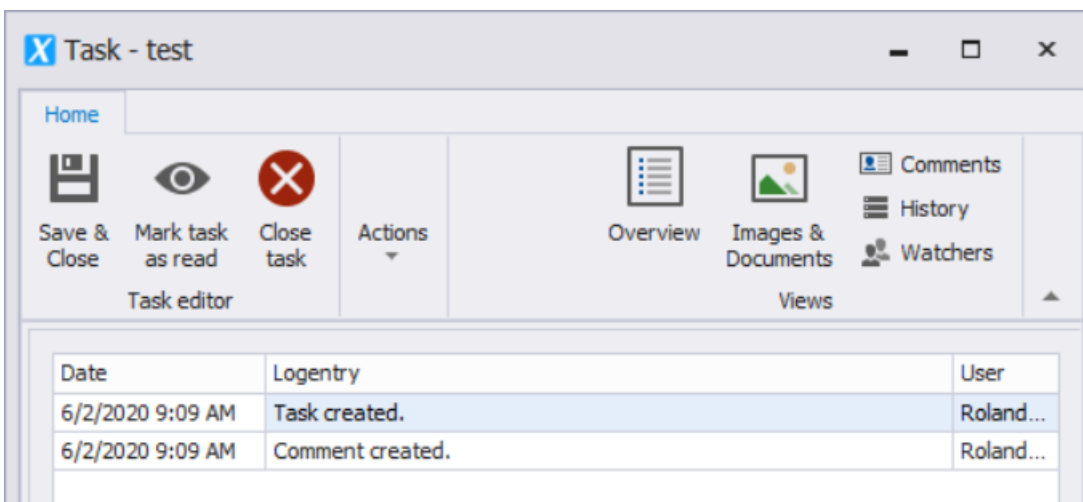 X Task - test
Home
Save & Close
Mark task as read
Close task
Actions
Overview
Images & Documents
Comments
History
Watchers
Task editor
Views
Date Logentry User
6/2/2020 9:09 AM Task created. Roland...
6/2/2020 9:09 AM Comment created. Roland...